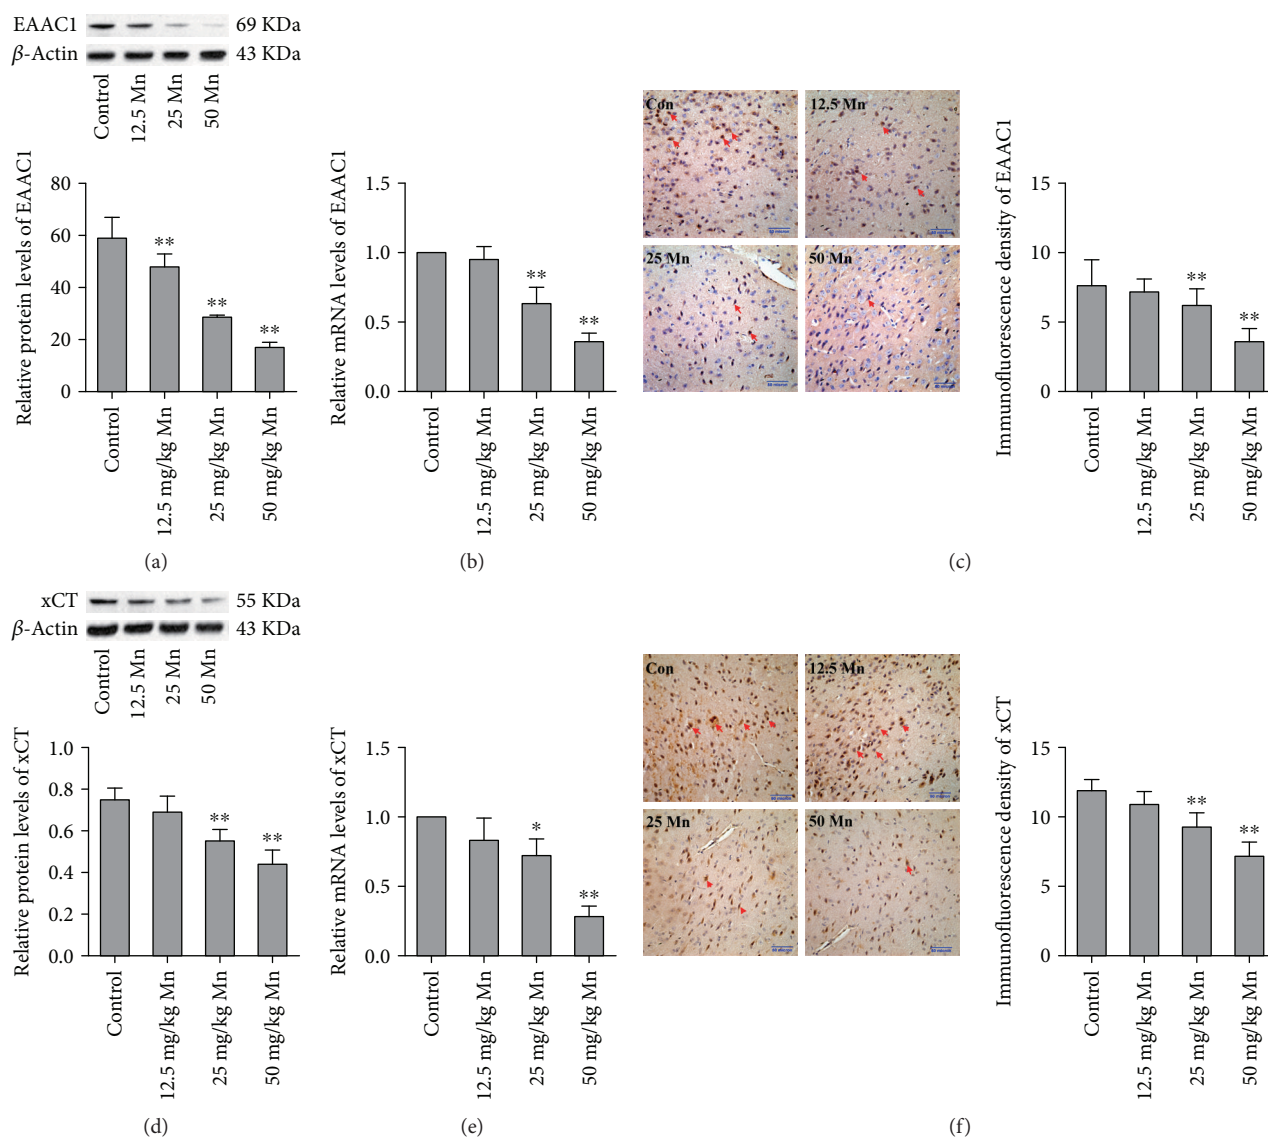 EAAC1 69 KDa
β-Actin 43 KDa
Control
12.5 Mn
25 Mn
50 Mn
Relative protein levels of EAAC1
80
60
40
20
0
**
**
**
Control
12.5 mg/kg Mn
25 mg/kg Mn
50 mg/kg Mn
(a)
Relative mRNA levels of EAAC1
1.5
1.0
0.5
0.0
**
**
Control
12.5 mg/kg Mn
25 mg/kg Mn
50 mg/kg Mn
(b)
Con
12.5 Mn
25 Mn
50 Mn
Immunofluorescence density of EAAC1
15
10
5
0
**
**
Control
12.5 mg/kg Mn
25 mg/kg Mn
50 mg/kg Mn
(c)
xCT 55 KDa
β-Actin 43 KDa
Control
12.5 Mn
25 Mn
50 Mn
Relative protein levels of xCT
1.0
0.8
0.6
0.4
0.2
0.0
**
**
Control
12.5 mg/kg Mn
25 mg/kg Mn
50 mg/kg Mn
(d)
Relative mRNA levels of xCT
1.5
1.0
0.5
0.0
*
**
Control
12.5 mg/kg Mn
25 mg/kg Mn
50 mg/kg Mn
(e)
Con
12.5 Mn
25 Mn
50 Mn
Immunofluorescence density of xCT
15
10
5
0
**
**
Control
12.5 mg/kg Mn
25 mg/kg Mn
50 mg/kg Mn
(f)